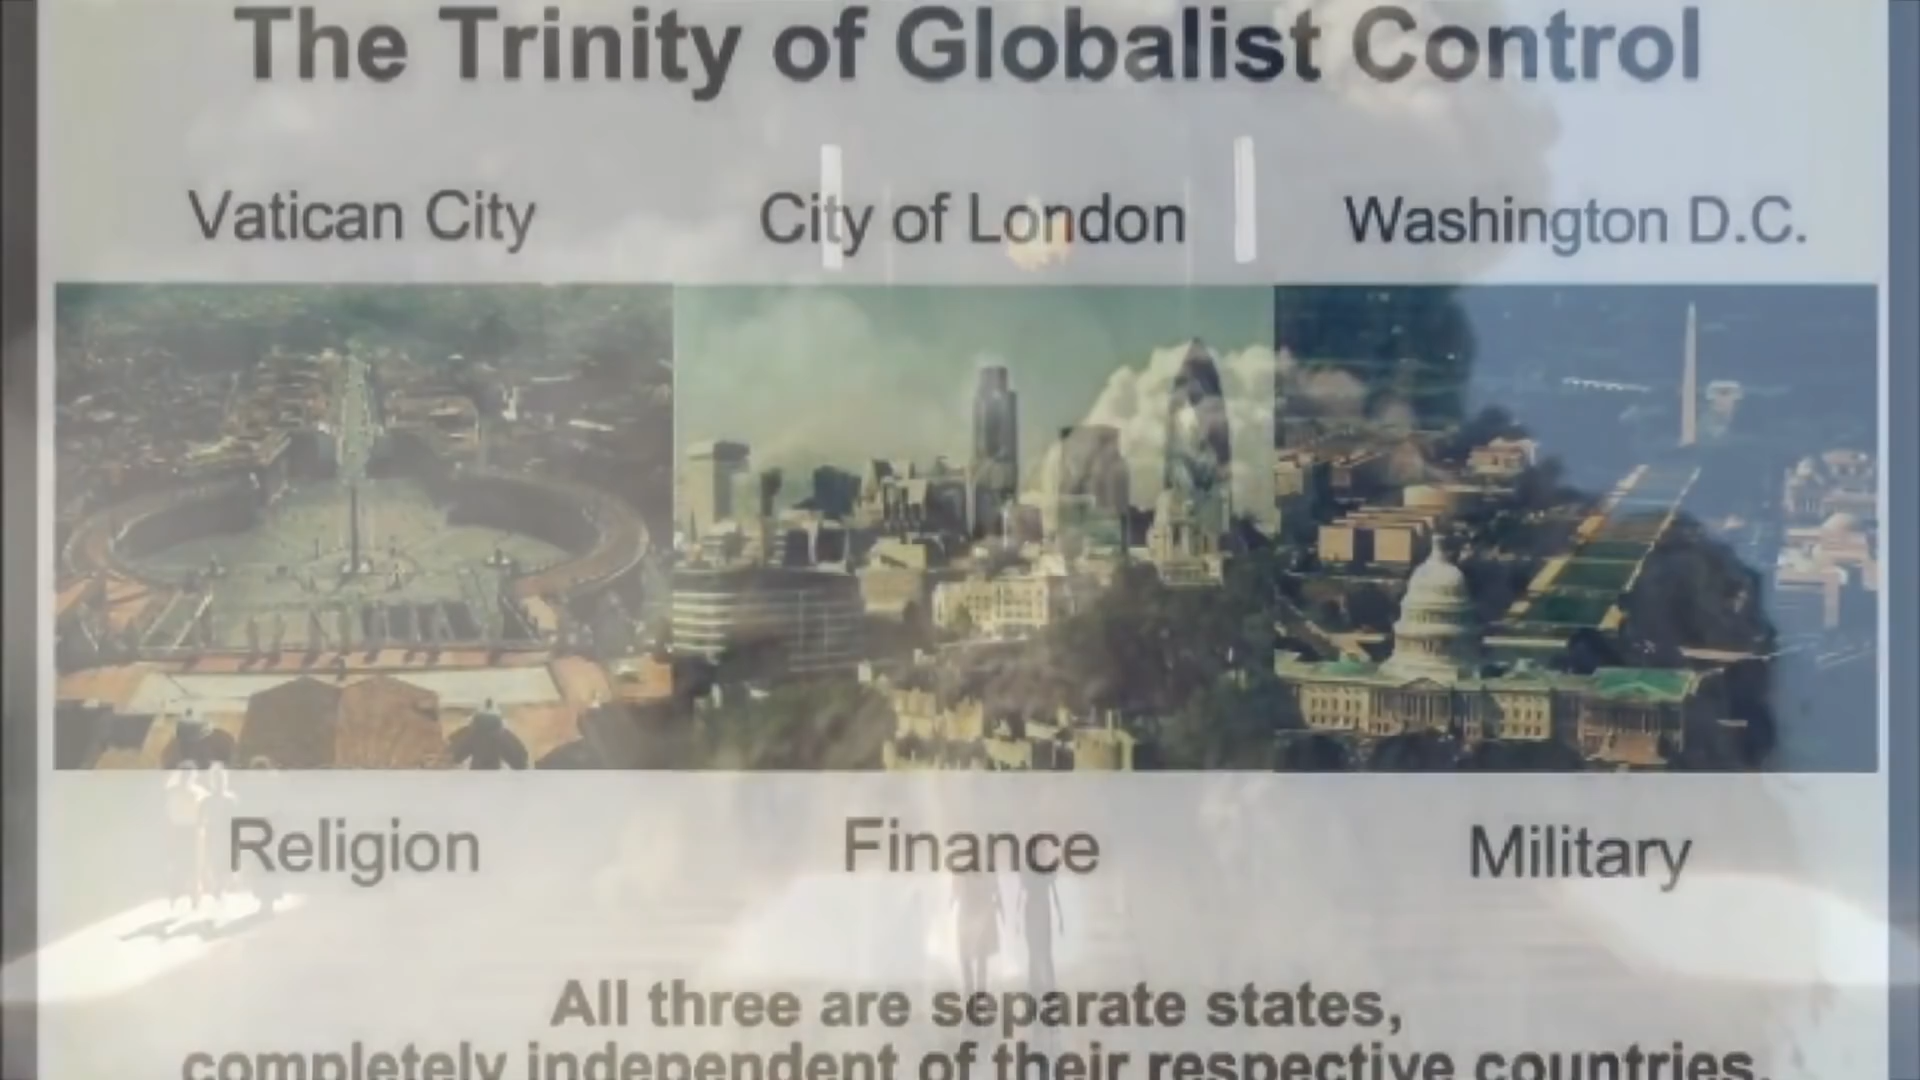 The Trinity of Globalist Control
Vatican City City of London Washington D.C.
Religion Finance Military
All three are separate states,
completely independent of their respective countries.